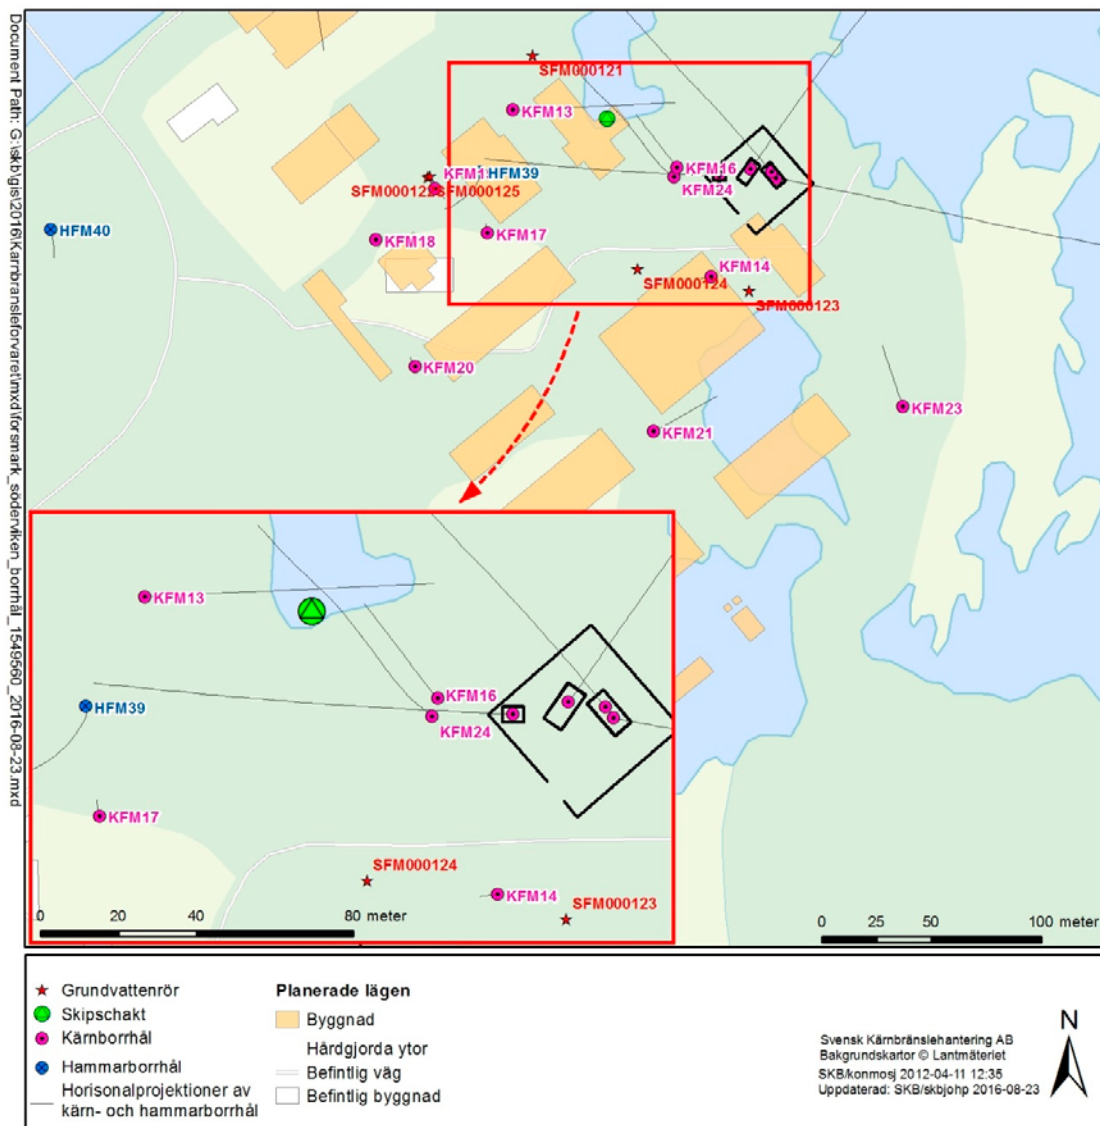 Document Path: G:\skb\gis\2016\Kärnbränsleförvaret\mxd\forsmark_söderviken_borrhål_1549560_2016-08-23.mxd
SFM000121
KFM13
KFM16
KFM24
HFM39
SFM000125
HFM40
KFM18
KFM17
KFM14
SFM000124
SFM000123
KFM20
KFM23
KFM21
KFM13
KFM16
HFM39
KFM24
KFM17
SFM000124
KFM14
SFM000123
0 20 40 80 meter
0 25 50 100 meter
Grundvattenrör
Skipschakt
Kärnborrhål
Hammarborrhål
Horisonalprojektioner av
kärn- och hammarborrhål
Planerade lägen
Byggnad
Hårdgjorda ytor
Befintlig väg
Befintlig byggnad
Svensk Kärnbränslehantering AB
Bakgrundskartor © Lantmäteriet
SKB/konmosj 2012-04-11 12:35
Uppdaterad: SKB/skbjohp 2016-08-23
N